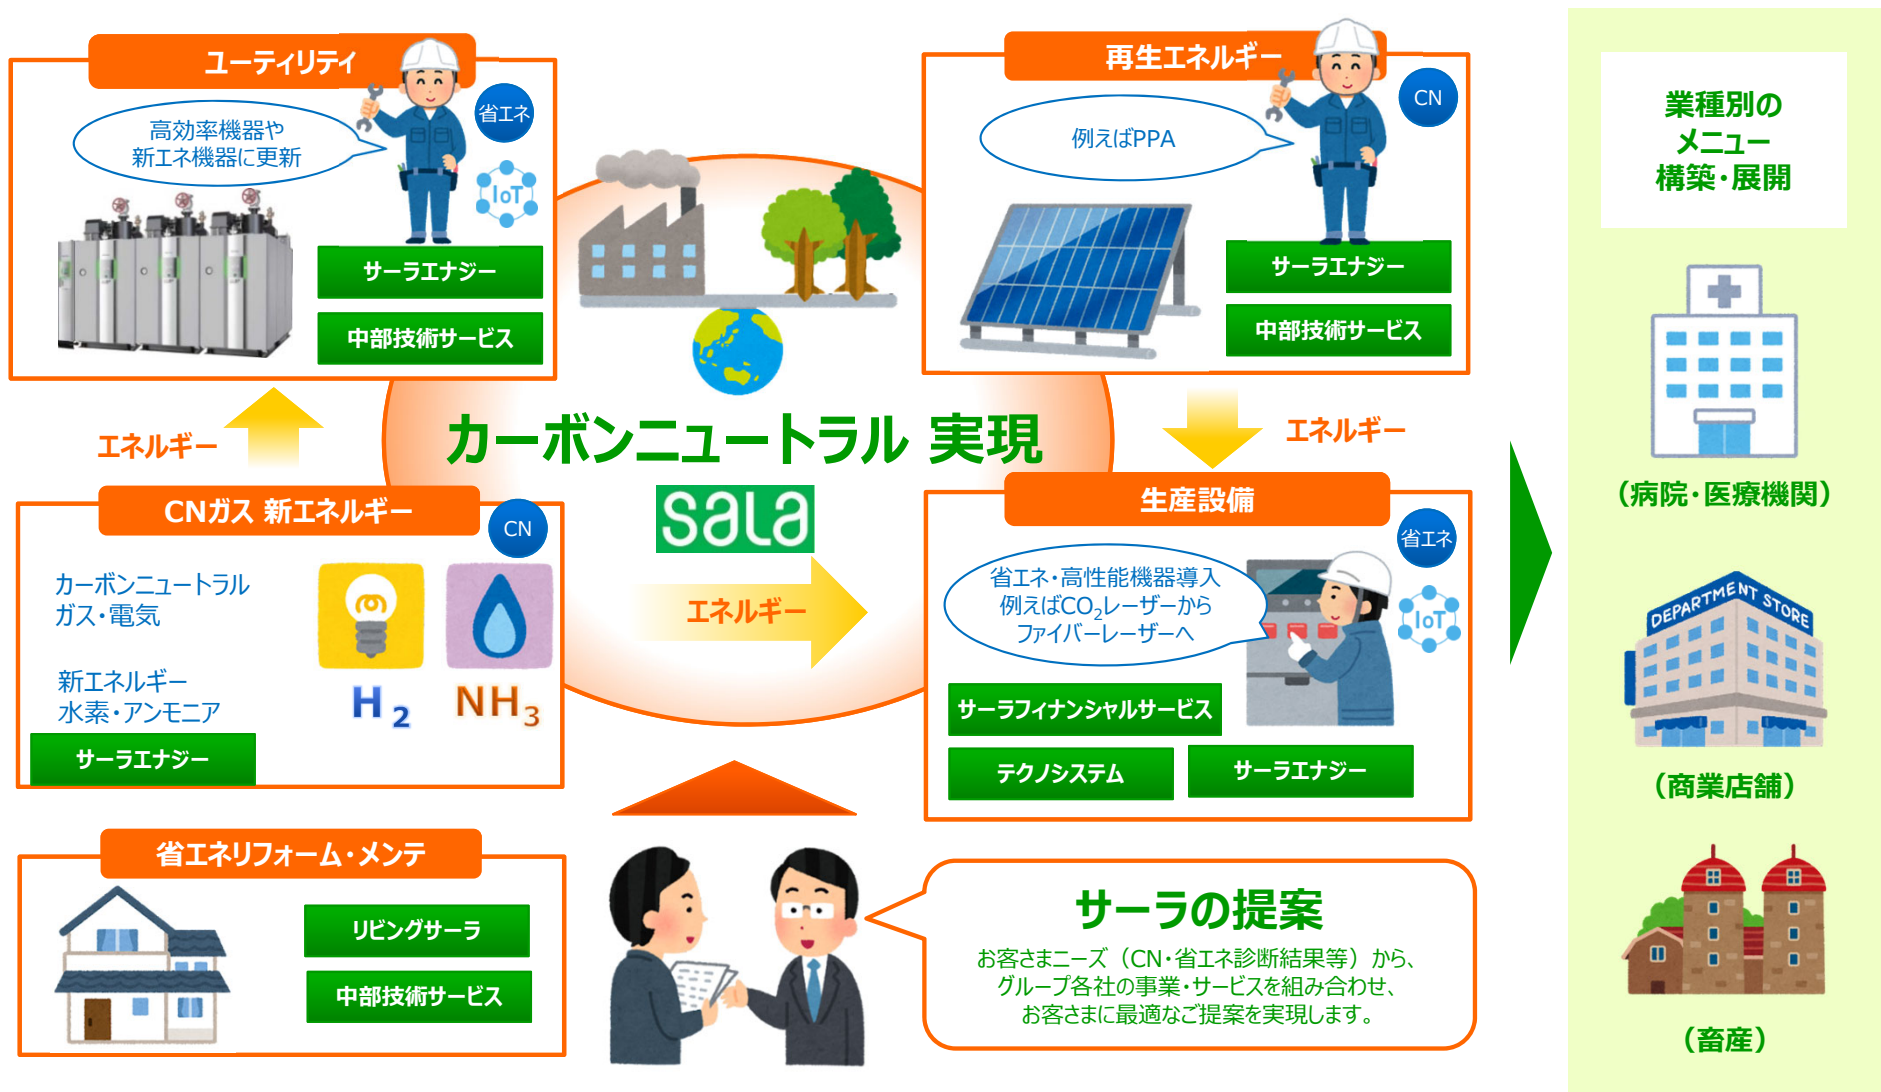 ユーティリティ
高効率機器や
新エネ機器に更新
省エネ
IoT
サーラエナジー
中部技術サービス
再生エネルギー
例えばPPA
CN
サーラエナジー
中部技術サービス
エネルギー
カーボンニュートラル 実現
エネルギー
CNガス 新エネルギー
CN
カーボンニュートラル
ガス・電気
新エネルギー
水素・アンモニア
H2
NH3
サーラエナジー
sala
エネルギー
生産設備
省エネ
省エネ・高性能機器導入
例えばCO2レーザーから
ファイバーレーザーへ
IoT
サーラフィナンシャルサービス
テクノシステム
サーラエナジー
省エネリフォーム・メンテ
リビングサーラ
中部技術サービス
サーラの提案
お客さまニーズ（CN・省エネ診断結果等）から、
グループ各社の事業・サービスを組み合わせ、
お客さまに最適なご提案を実現します。
業種別の
メニュー
構築・展開
（病院・医療機関）
DEPARTMENT STORE
（商業店舗）
（畜産）